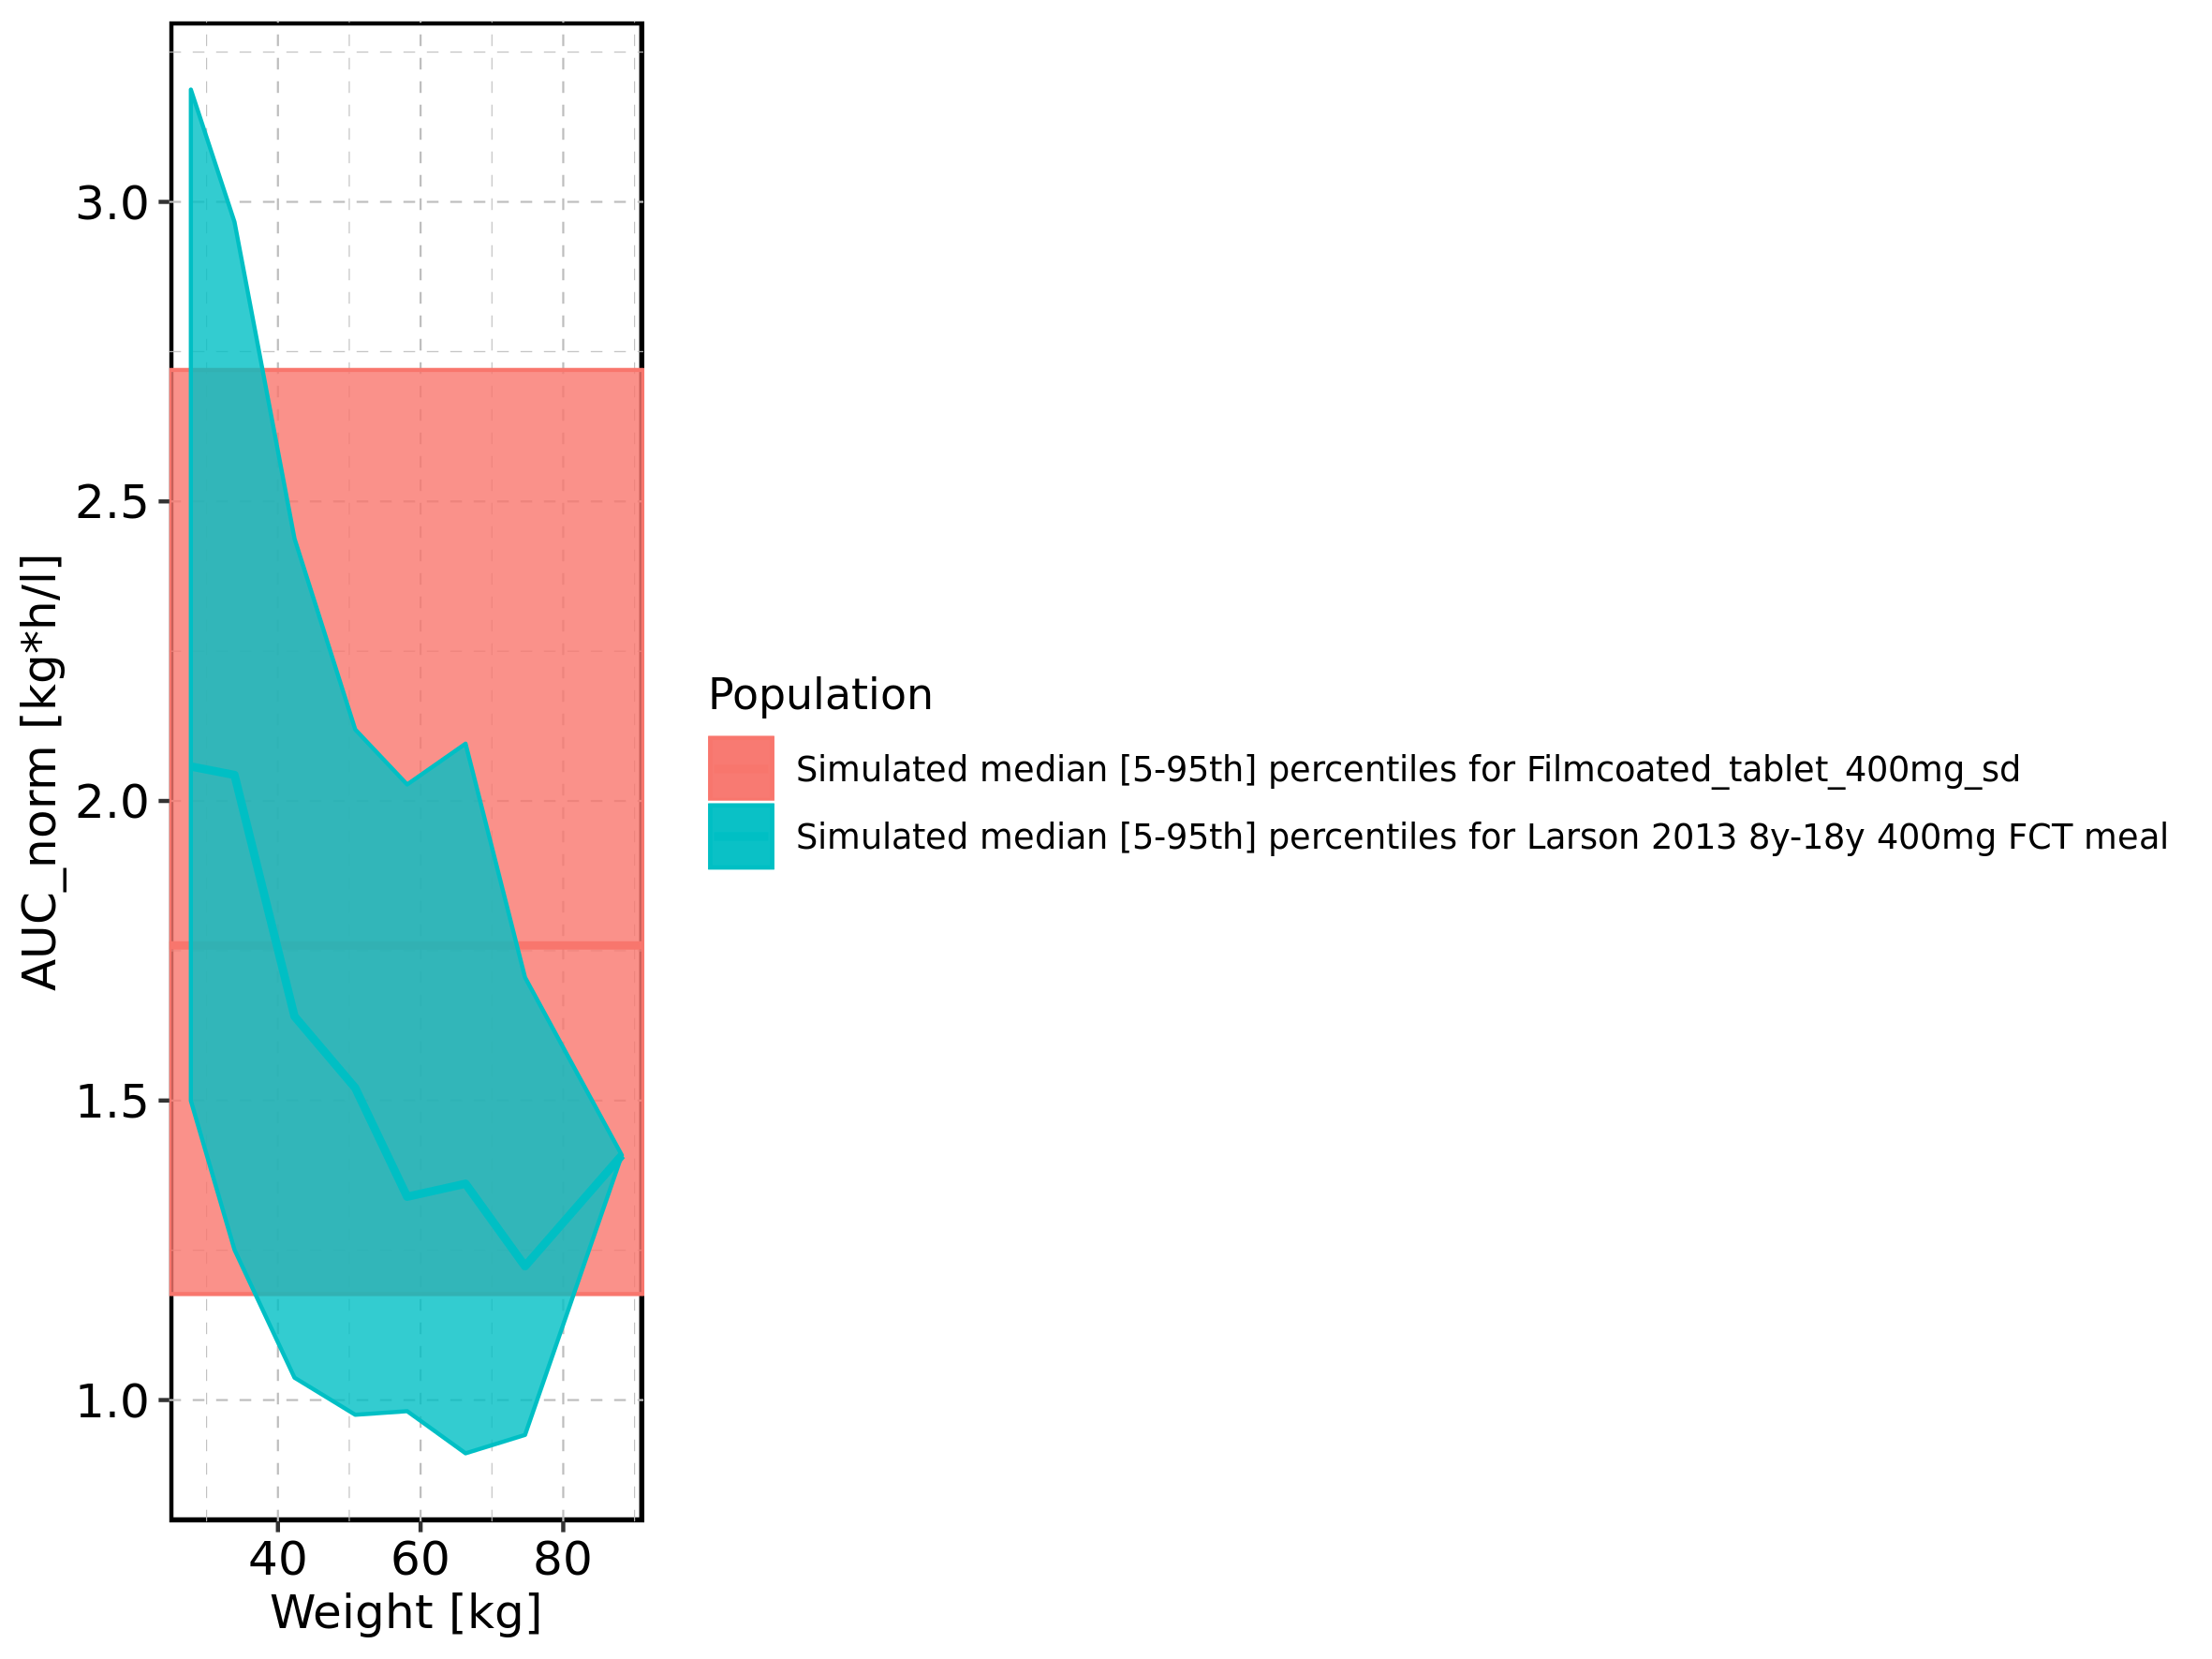 AUC_norm [kg*h/l]
3.0
2.5
2.0
1.5
1.0
40 60 80
Weight [kg]
Population
Simulated median [5-95th] percentiles for Filmcoated_tablet_400mg_sd
Simulated median [5-95th] percentiles for Larson 2013 8y-18y 400mg FCT meal